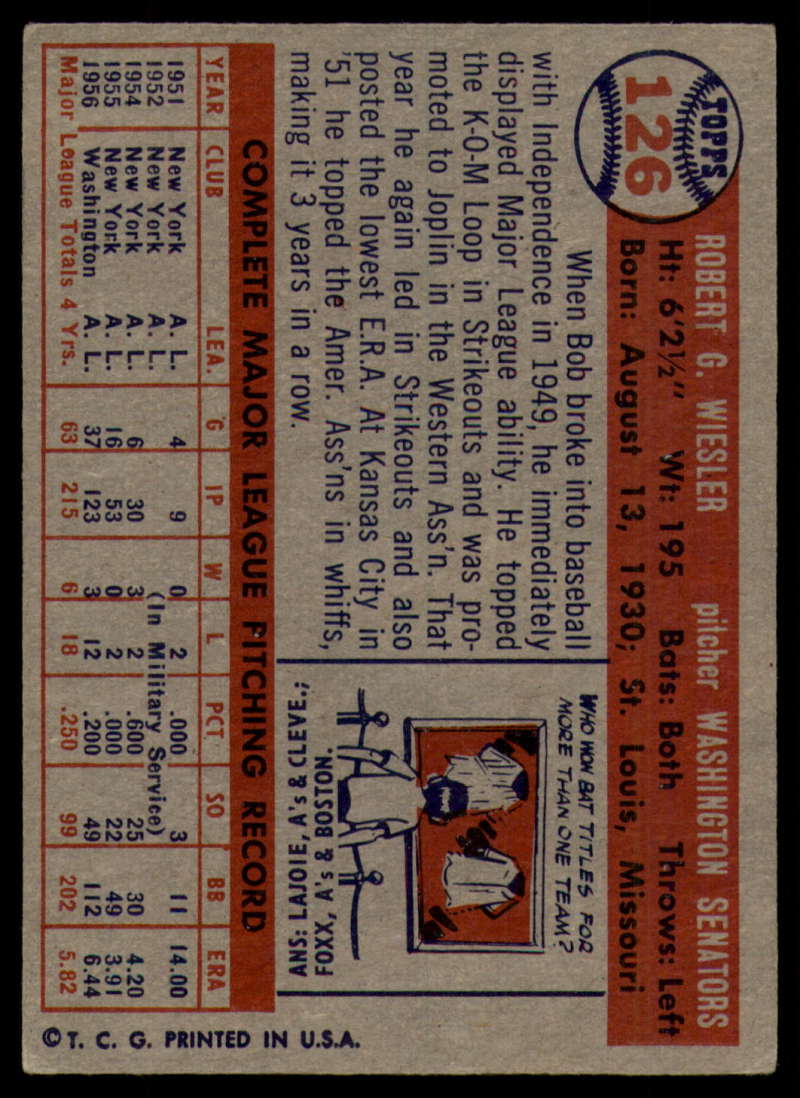 TOPPS
126
ROBERT G. WIESLER pitcher WASHINGTON SENATORS
Ht: 6'2½" Wt: 195 Bats: Both Throws: Left
Born: August 13, 1930; St. Louis, Missouri
When Bob broke into baseball
with Independence in 1949, he immediately
displayed Major League ability. He topped
the K-O-M Loop in Strikeouts and was pro-
moted to Joplin in the Western Ass'n. That
year he again led in Strikeouts and also
posted the lowest E.R.A. At Kansas City in
'51 he topped the Amer. Ass'ns in whiffs,
making it 3 years in a row.
WHO WON BAT TITLES FOR
MORE THAN ONE TEAM?
ANS: LAJOIE, A's & CLEVE.;
FOXX, A's & BOSTON.
COMPLETE MAJOR LEAGUE PITCHING RECORD
YEAR CLUB LEA. G IP W L PCT SO BB ERA
1951 New York A. L. 4 9 0 2 .000 3 11 14.00
1952 New York A. L. (In Military Service)
1954 New York A. L. 6 30 3 2 .600 25 30 4.20
1955 New York A. L. 16 53 0 2 .000 22 49 3.91
1956 Washington A. L. 37 123 3 12 .200 49 112 6.44
Major League Totals 4 Yrs. 63 215 6 18 .250 99 202 5.82
© T. C. G. PRINTED IN U.S.A.